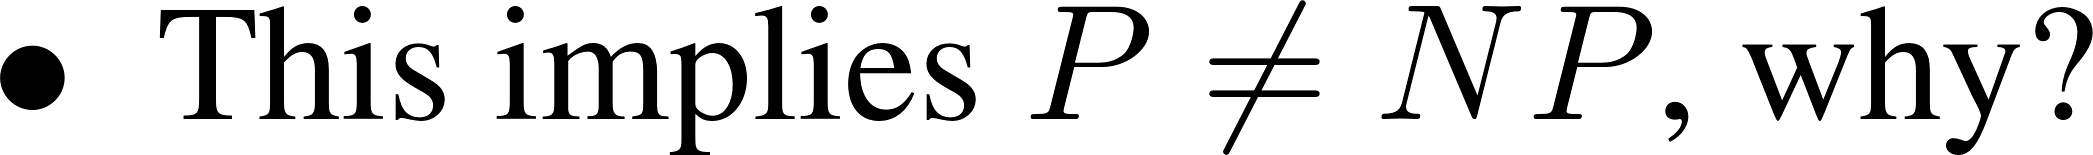 • This implies P ≠ NP, why?